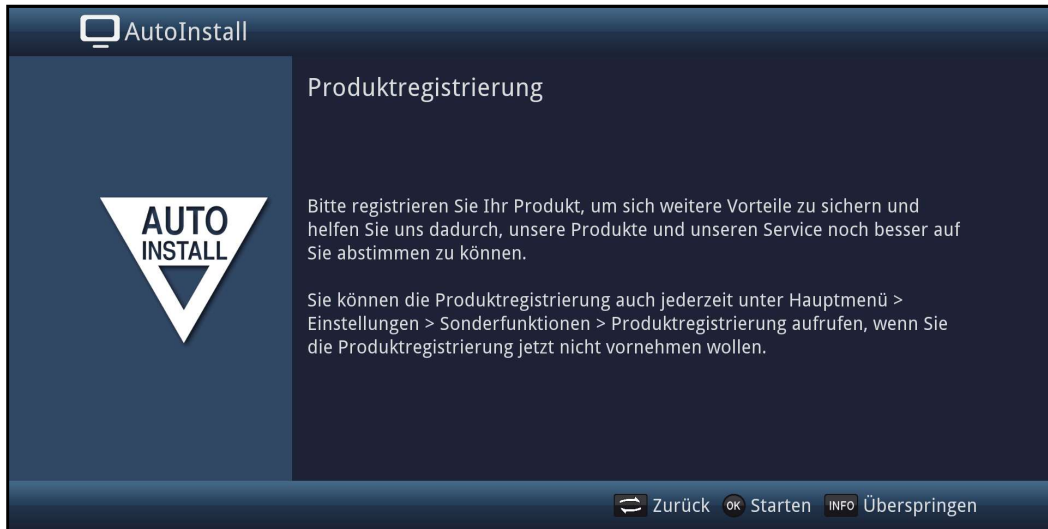 AutoInstall
Produktregistrierung
AUTO
INSTALL
Bitte registrieren Sie Ihr Produkt, um sich weitere Vorteile zu sichern und
helfen Sie uns dadurch, unsere Produkte und unseren Service noch besser auf
Sie abstimmen zu können.
Sie können die Produktregistrierung auch jederzeit unter Hauptmenü >
Einstellungen > Sonderfunktionen > Produktregistrierung aufrufen, wenn Sie
die Produktregistrierung jetzt nicht vornehmen wollen.
Zurück OK Starten INFO Überspringen